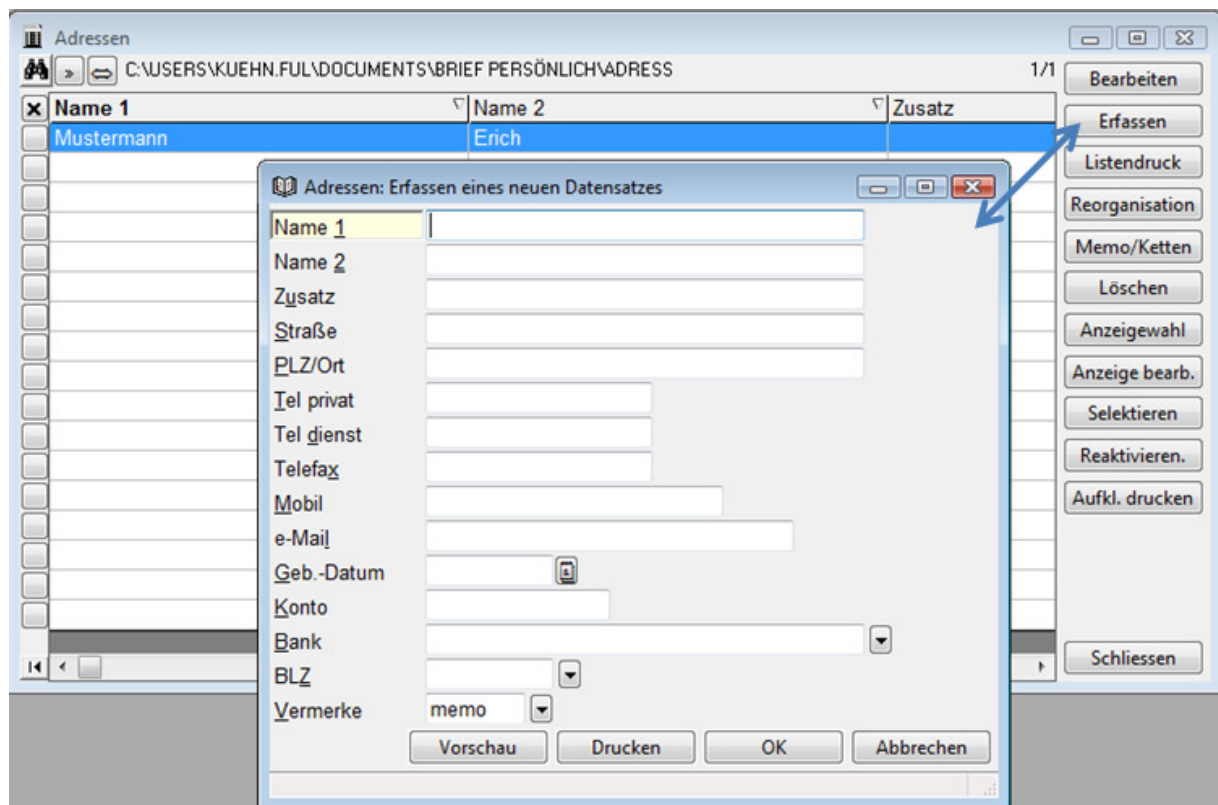 Adressen
» C:\USERS\KUEHN.FUL\DOCUMENTS\BRIEF PERSÖNLICH\ADRESS 1/1
Name 1 Name 2 Zusatz
Mustermann Erich
Bearbeiten
Erfassen
Listendruck
Reorganisation
Memo/Ketten
Löschen
Anzeigewahl
Anzeige bearb.
Selektieren
Reaktivieren.
Aufkl. drucken
Schliessen
Adressen: Erfassen eines neuen Datensatzes
Name 1
Name 2
Zusatz
Straße
PLZ/Ort
Tel privat
Tel dienst
Telefax
Mobil
e-Mail
Geb.-Datum
Konto
Bank
BLZ
Vermerke memo
Vorschau Drucken OK Abbrechen